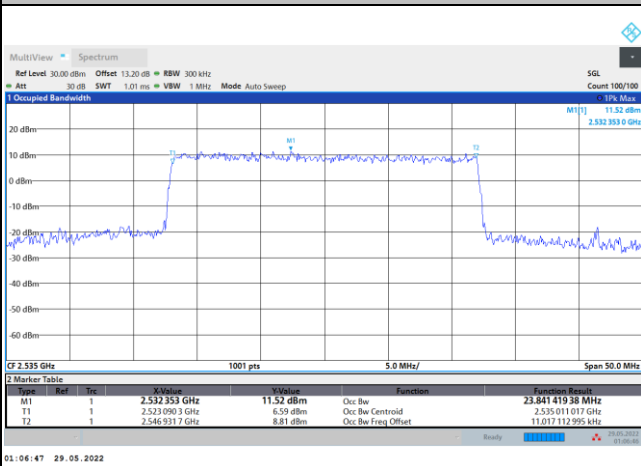 MultiView Spectrum
Ref Level 30.00 dBm Offset 13.20 dB RBW 300 kHz SGL
Att 30 dB SWT 1.01 ms VBW 1 MHz Mode Auto Sweep Count 100/100
1 Occupied Bandwidth 1Pk Max
M1[1] 11.52 dBm
2.532 353 0 GHz
20 dBm
M1
T1
T2
10 dBm
0 dBm
-10 dBm
-20 dBm
-30 dBm
-40 dBm
-50 dBm
-60 dBm
CF 2.535 GHz 1001 pts 5.0 MHz/ Span 50.0 MHz
2 Marker Table
Type Ref Trc X-Value Y-Value Function Function Result
M1 1 2.532353 GHz 11.52 dBm Occ Bw 23.841 419 38 MHz
T1 1 2.523 090 3 GHz 6.59 dBm Occ Bw Centroid 2.535 011 017 GHz
T2 1 2.546 931 7 GHz 8.81 dBm Occ Bw Freq Offset 11.017 112 995 kHz
Ready 29.05.2022
01:06:46
01:06:47 29.05.2022